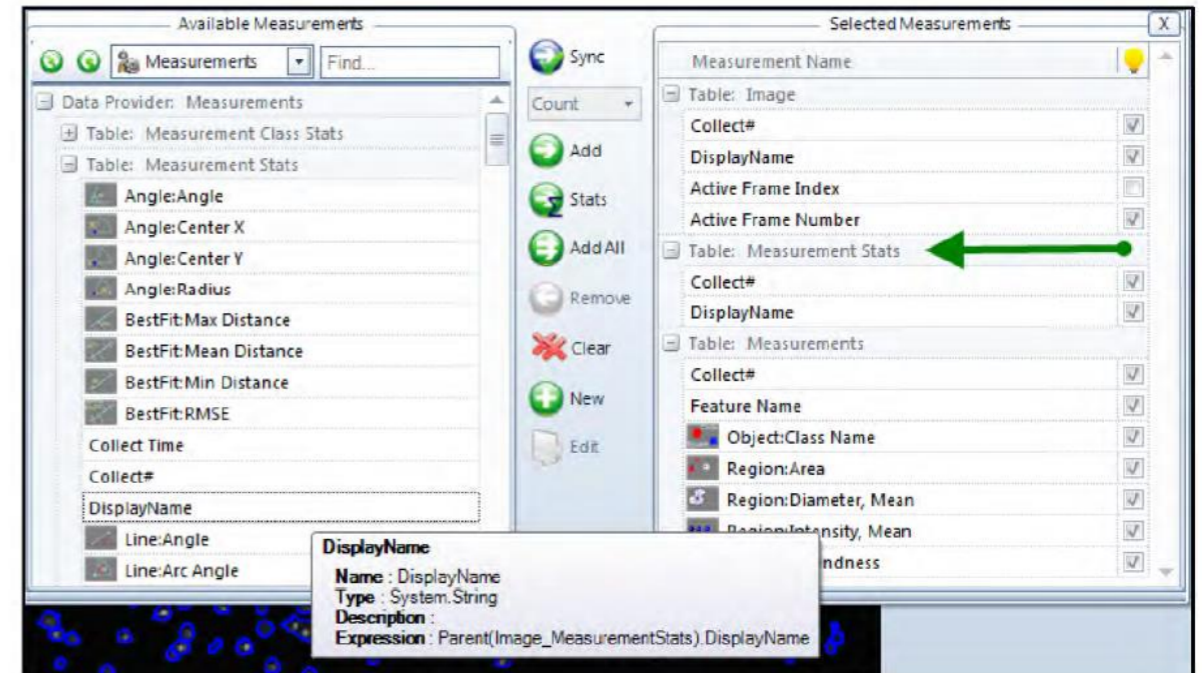 Available Measurements
Measurements
Find...
Data Provider: Measurements
Table: Measurement Class Stats
Table: Measurement Stats
Angle:Angle
Angle:Center X
Angle:Center Y
Angle:Radius
BestFit:Max Distance
BestFit:Mean Distance
BestFit:Min Distance
BestFit:RMSE
Collect Time
Collect#
DisplayName
Line:Angle
Line:Arc Angle
Sync
Count
Add
Stats
Add All
Remove
Clear
New
Edit
Selected Measurements
X
Measurement Name
Table: Image
Collect#
DisplayName
Active Frame Index
Active Frame Number
Table: Measurement Stats
Collect#
DisplayName
Table: Measurements
Collect#
Feature Name
Object:Class Name
Region:Area
Region:Diameter, Mean
Region:Intensity, Mean
ndness
DisplayName
Name : DisplayName
Type : System.String
Description :
Expression : Parent(Image_MeasurementStats).DisplayName